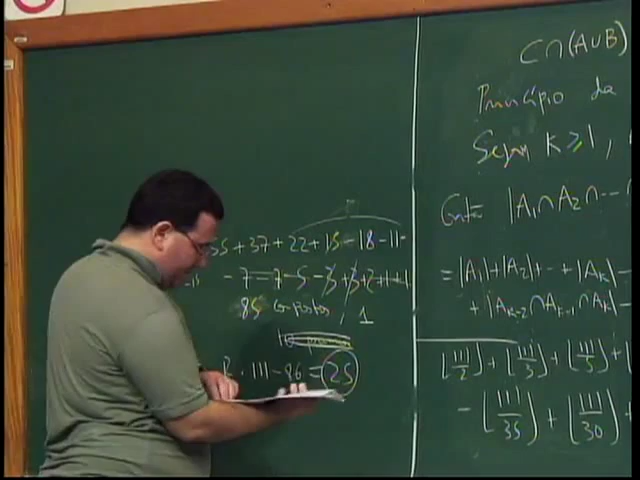 55 + 37 + 22 + 15 - 18 - 11 -
- 7 - 7 - 5 - 3 + 3 + 2 + 1 + 1
-15
85 compostos, 1
R. 111 - 86 = 25
C∩(A∪B)
Princípio da
Sejam K ≥ 1,
Então |A₁∩A₂∩...
= |A₁|+|A₂|+...+|Aₖ|-
+ |Aₖ₋₂∩Aₖ₋₁∩Aₖ|-
⌊111/2⌋ + ⌊111/3⌋ + ⌊111/5⌋ +
- ⌊111/35⌋ + ⌊111/30⌋ +